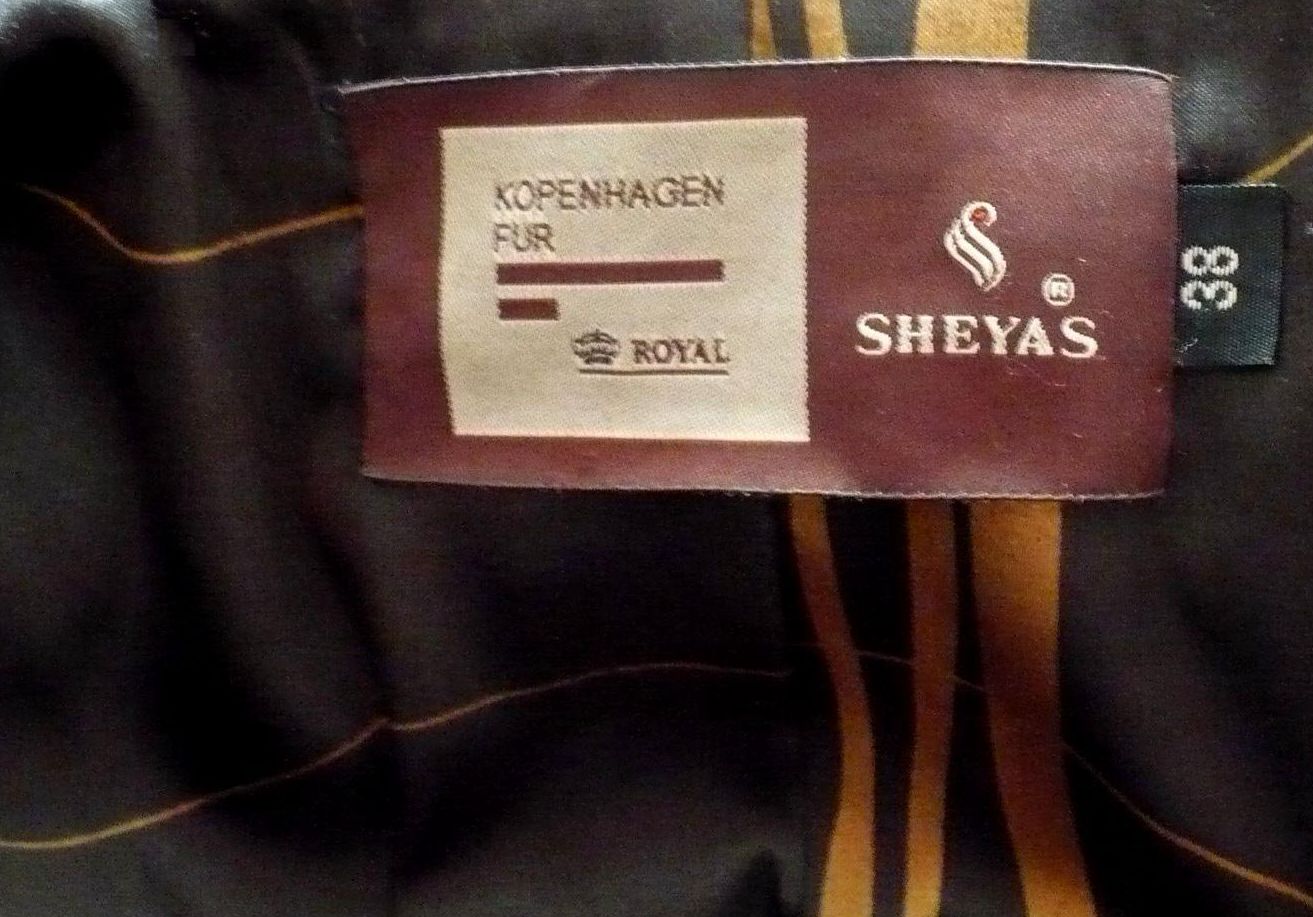 KOPENHAGEN
FUR
ROYAL
®
SHEYAS
38